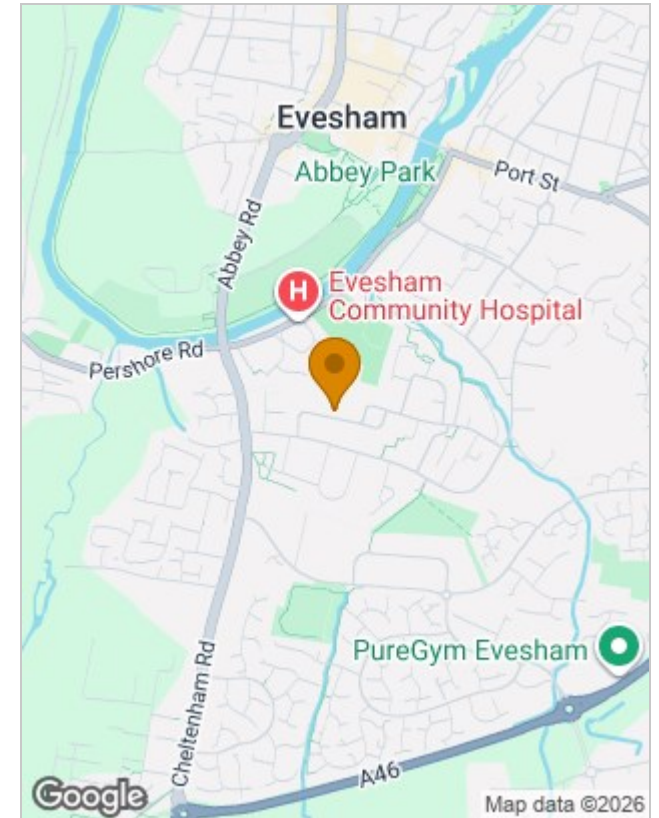 Evesham
Abbey Park
Port St
Abbey Rd
H
Evesham
Community Hospital
Pershore Rd
PureGym Evesham
Cheltenham Rd
A46
Google
Map data ©2026